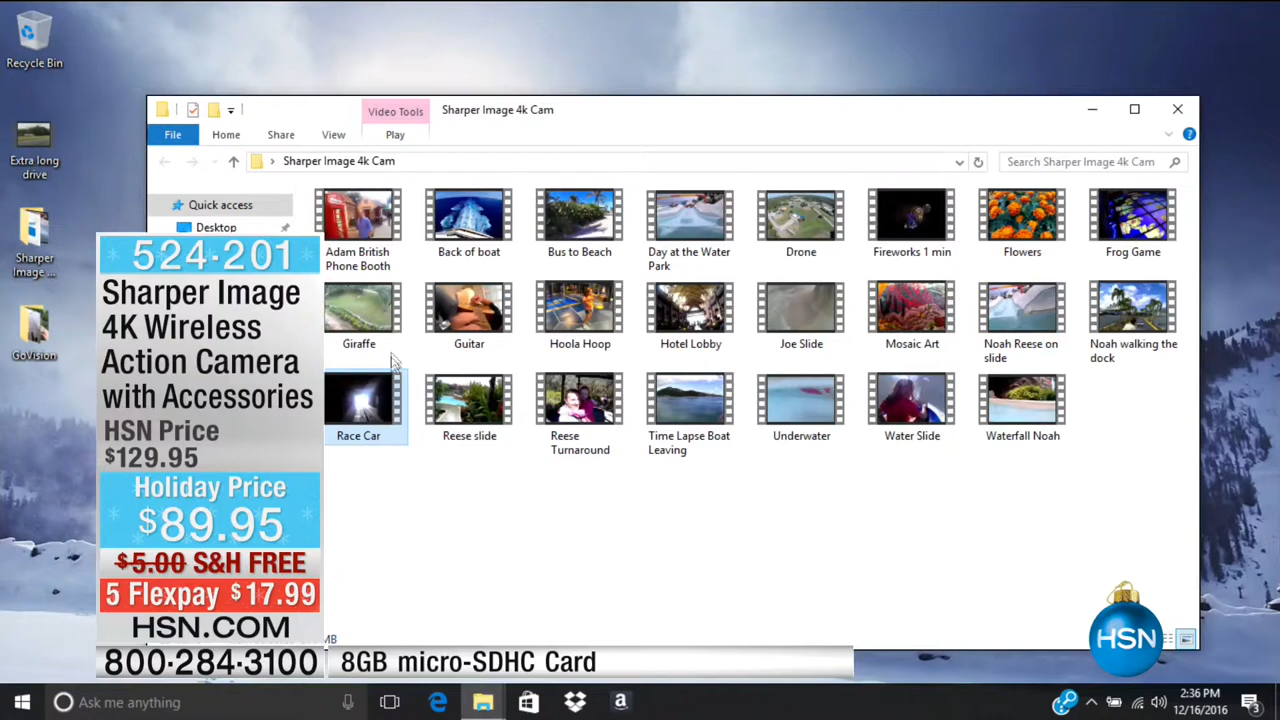 Recycle Bin
Extra long
drive
Sharper
Image ...
GoVision
Video Tools
Sharper Image 4k Cam
File
Home
Share
View
Play
Sharper Image 4k Cam
Search Sharper Image 4k Cam
Quick access
Desktop
Adam British
Phone Booth
Back of boat
Bus to Beach
Day at the Water
Park
Drone
Fireworks 1 min
Flowers
Frog Game
Giraffe
Guitar
Hoola Hoop
Hotel Lobby
Joe Slide
Mosaic Art
Noah Reese on
slide
Noah walking the
dock
Race Car
Reese slide
Reese
Turnaround
Time Lapse Boat
Leaving
Underwater
Water Slide
Waterfall Noah
524·201
Sharper Image
4K Wireless
Action Camera
with Accessories
HSN Price
$129.95
Holiday Price
$89.95
$5.00 S&H FREE
5 Flexpay $17.99
HSN.COM
MB
800·284·3100
8GB micro-SDHC Card
HSN
Ask me anything
2:36 PM
12/16/2016
3